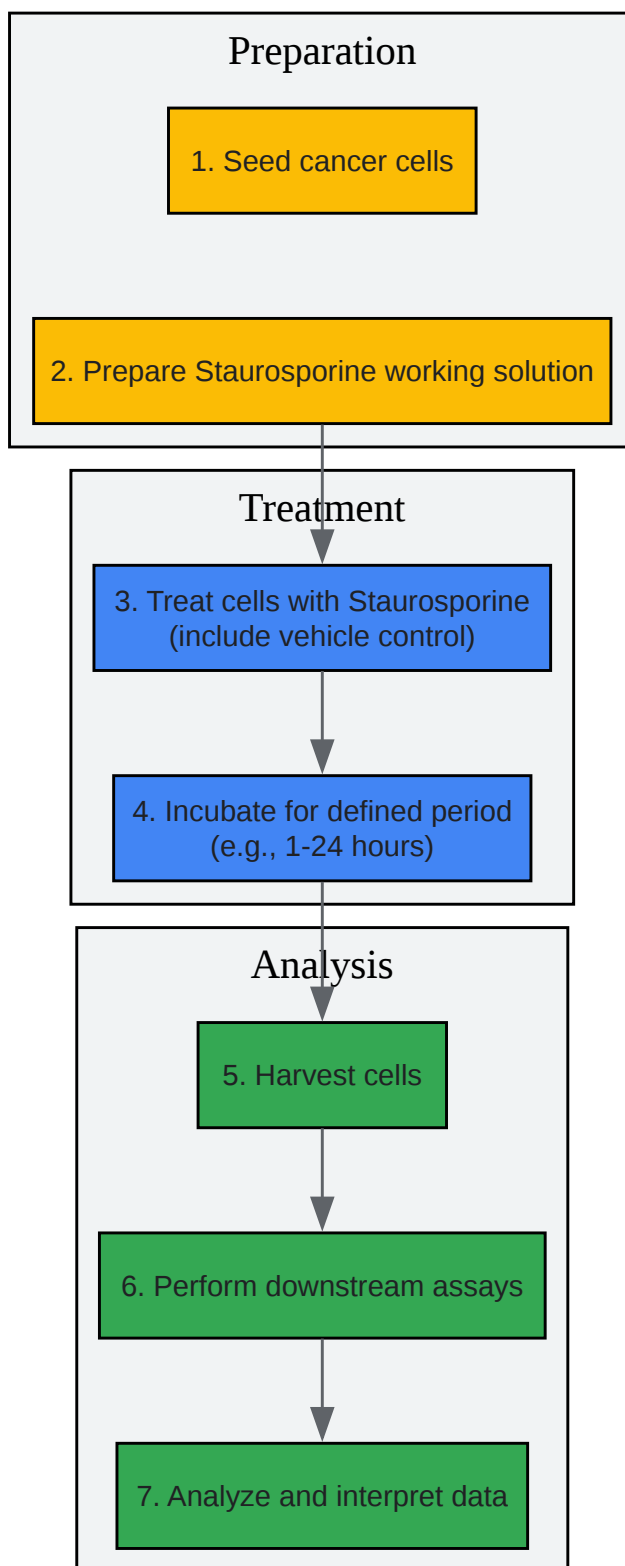 Preparation
1. Seed cancer cells
2. Prepare Staurosporine working solution
Treatment
3. Treat cells with Staurosporine
(include vehicle control)
4. Incubate for defined period
(e.g., 1-24 hours)
Analysis
5. Harvest cells
6. Perform downstream assays
7. Analyze and interpret data